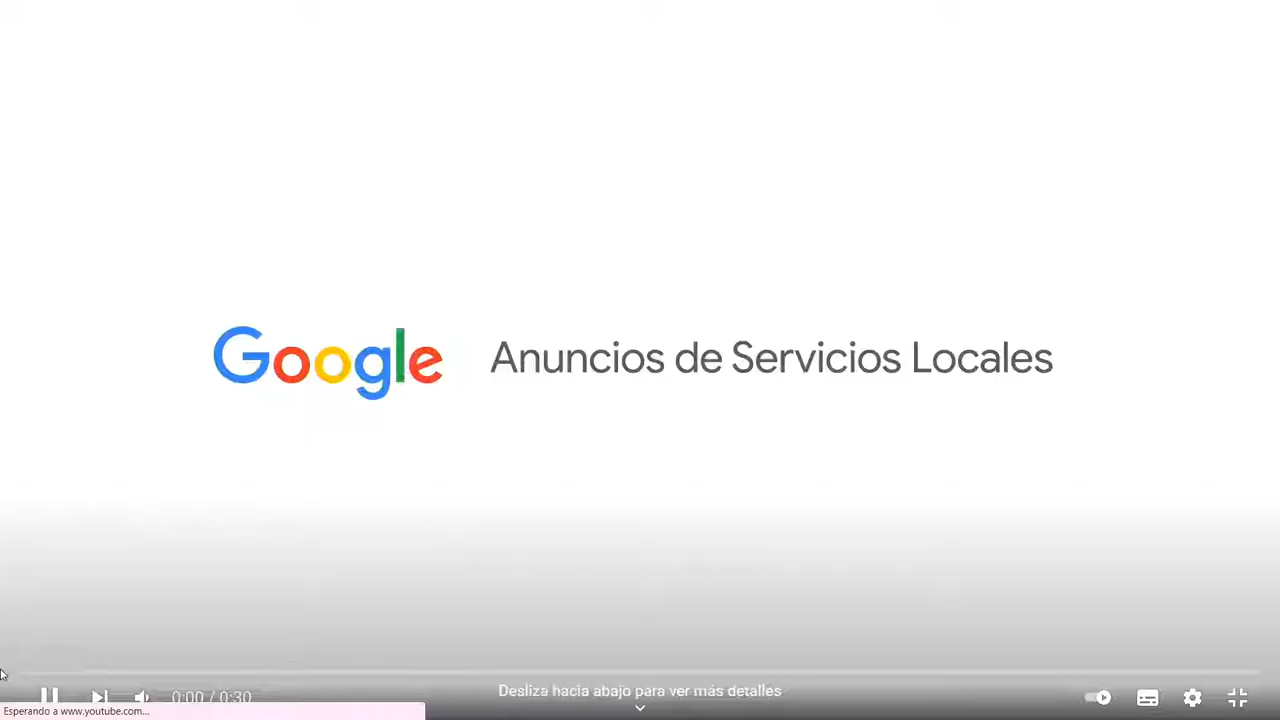 Google Anuncios de Servicios Locales
0:00 / 0:30
Desliza hacia abajo para ver más detalles
Esperando a www.youtube.com...